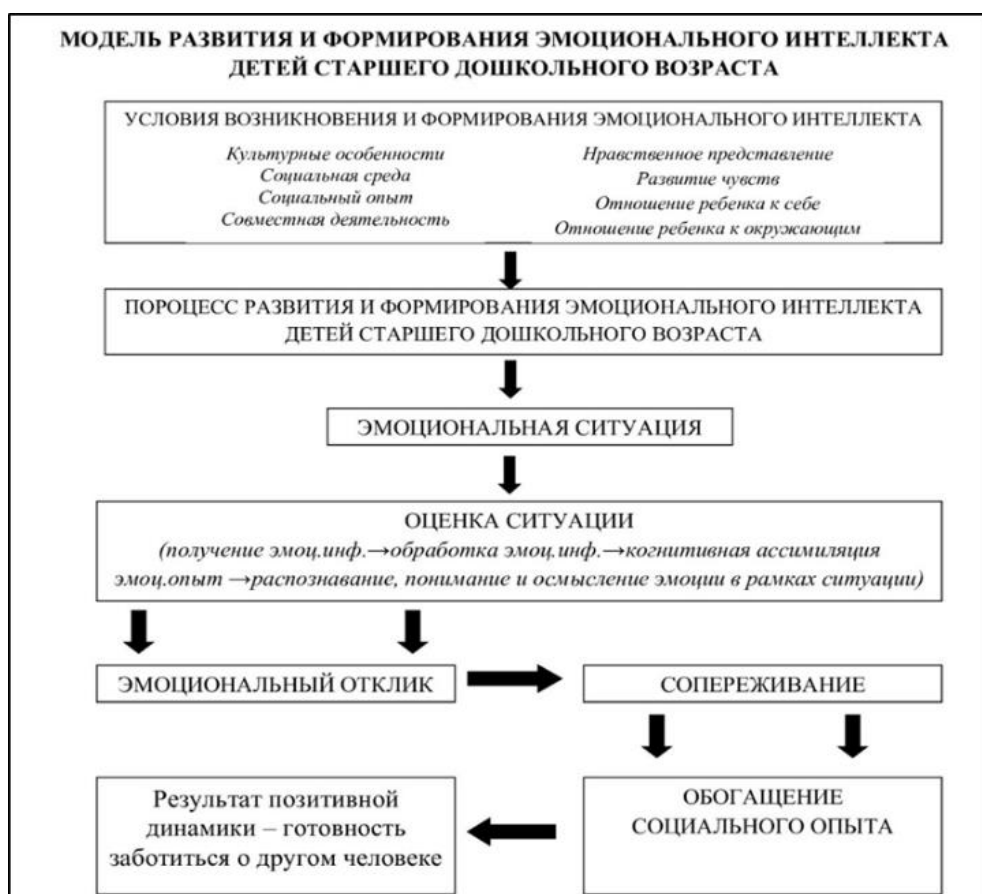 МОДЕЛЬ РАЗВИТИЯ И ФОРМИРОВАНИЯ ЭМОЦИОНАЛЬНОГО ИНТЕЛЛЕКТА
ДЕТЕЙ СТАРШЕГО ДОШКОЛЬНОГО ВОЗРАСТА
УСЛОВИЯ ВОЗНИКНОВЕНИЯ И ФОРМИРОВАНИЯ ЭМОЦИОНАЛЬНОГО ИНТЕЛЛЕКТА
Культурные особенности
Социальная среда
Социальный опыт
Совместная деятельность
Нравственное представление
Развитие чувств
Отношение ребенка к себе
Отношение ребенка к окружающим
ПОРОЦЕСС РАЗВИТИЯ И ФОРМИРОВАНИЯ ЭМОЦИОНАЛЬНОГО ИНТЕЛЛЕКТА
ДЕТЕЙ СТАРШЕГО ДОШКОЛЬНОГО ВОЗРАСТА
ЭМОЦИОНАЛЬНАЯ СИТУАЦИЯ
ОЦЕНКА СИТУАЦИИ
(получение эмоц.инф.→обработка эмоц.инф.→когнитивная ассимиляция
эмоц.опыт →распознавание, понимание и осмысление эмоции в рамках ситуации)
ЭМОЦИОНАЛЬНЫЙ ОТКЛИК
СОПЕРЕЖИВАНИЕ
Результат позитивной
динамики – готовность
заботиться о другом человеке
ОБОГАЩЕНИЕ
СОЦИАЛЬНОГО ОПЫТА